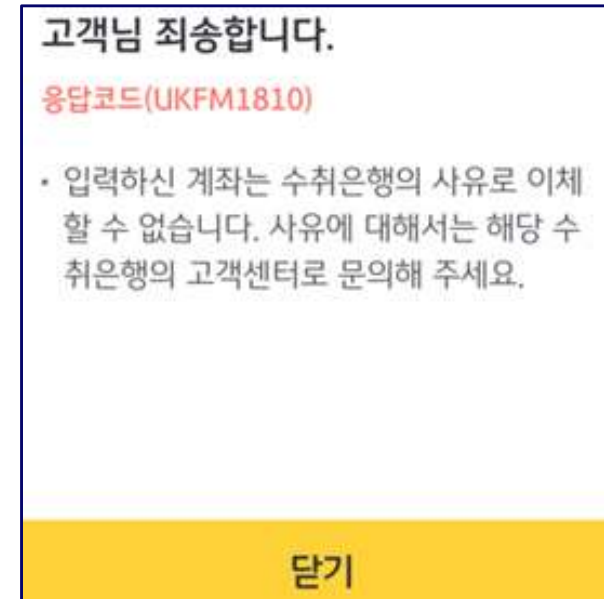 고객님 죄송합니다.
응답코드(UKFM1810)
• 입력하신 계좌는 수취은행의 사유로 이체
할 수 없습니다. 사유에 대해서는 해당 수
취은행의 고객센터로 문의해 주세요.
닫기